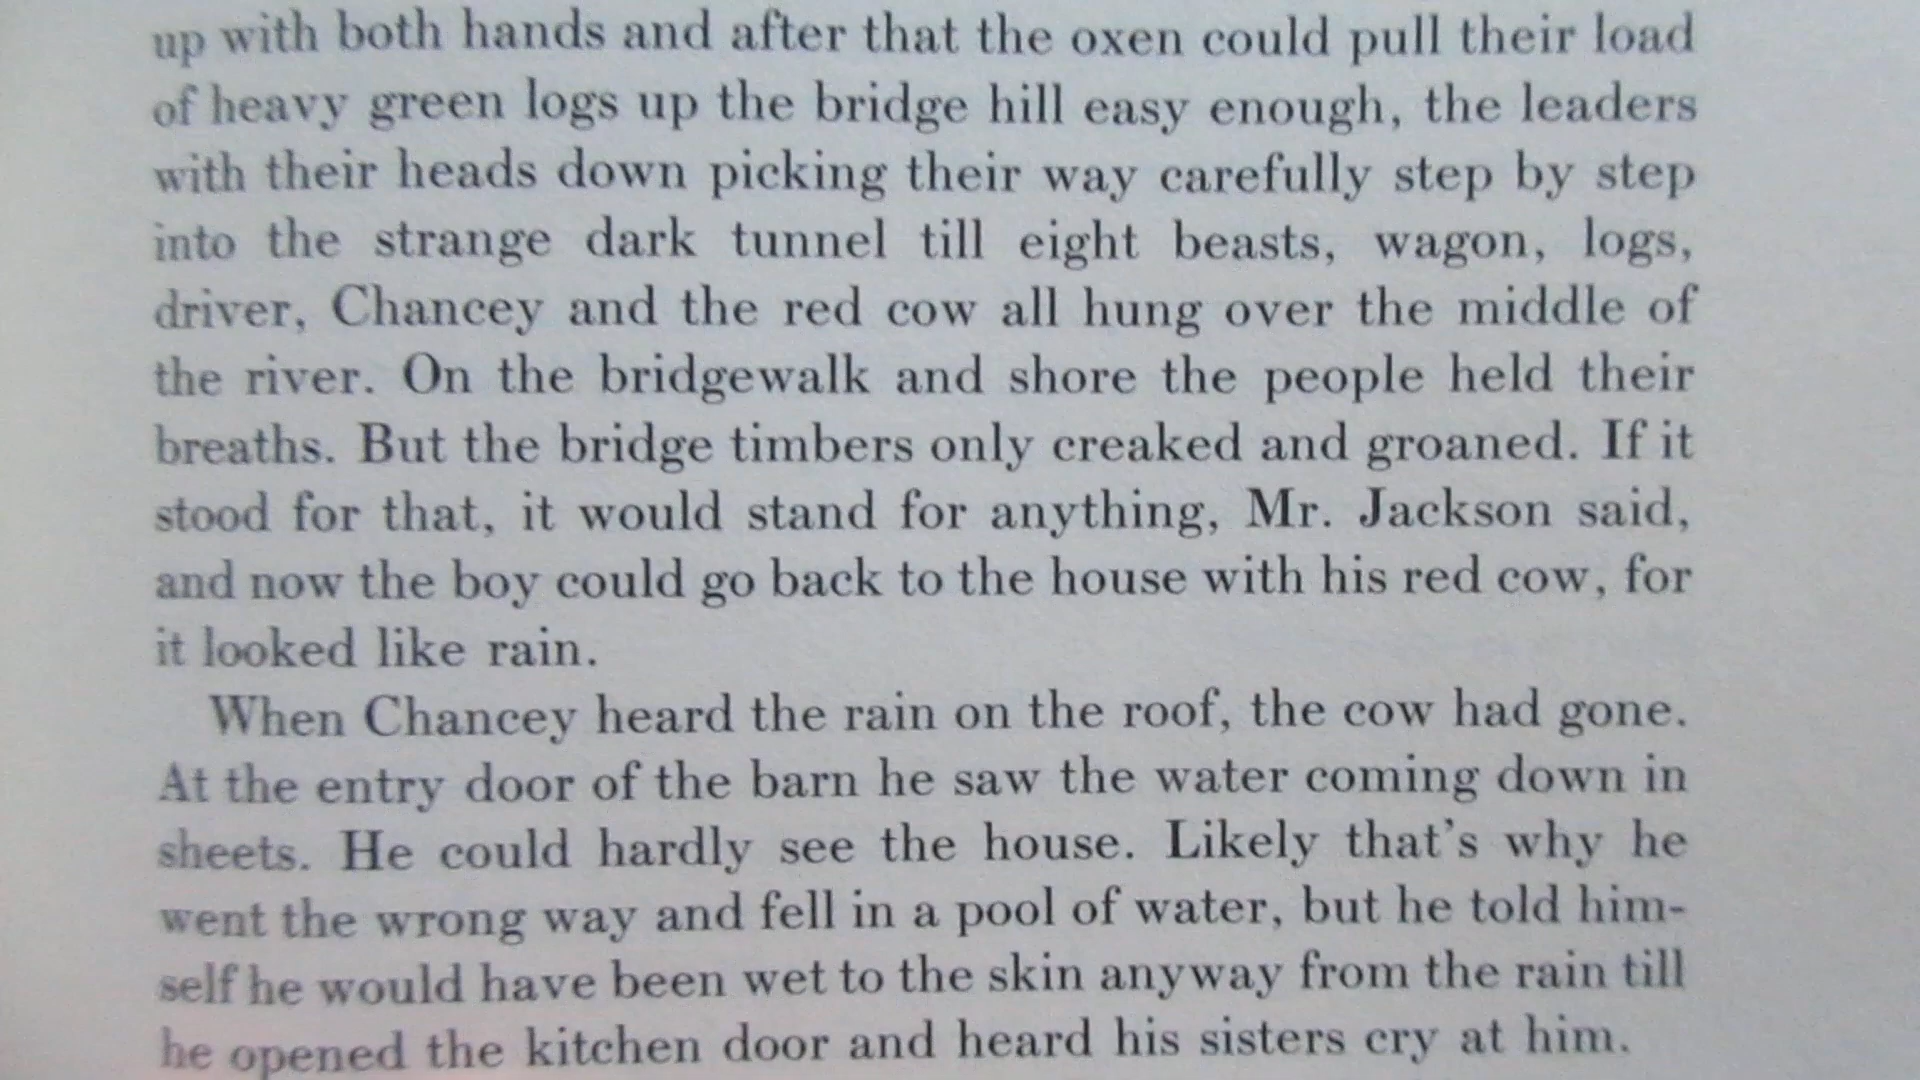 up with both hands and after that the oxen could pull their load
of heavy green logs up the bridge hill easy enough, the leaders
with their heads down picking their way carefully step by step
into the strange dark tunnel till eight beasts, wagon, logs,
driver, Chancey and the red cow all hung over the middle of
the river. On the bridgewalk and shore the people held their
breaths. But the bridge timbers only creaked and groaned. If it
stood for that, it would stand for anything, Mr. Jackson said,
and now the boy could go back to the house with his red cow, for
it looked like rain.
When Chancey heard the rain on the roof, the cow had gone.
At the entry door of the barn he saw the water coming down in
sheets. He could hardly see the house. Likely that's why he
went the wrong way and fell in a pool of water, but he told him-
self he would have been wet to the skin anyway from the rain till
he opened the kitchen door and heard his sisters cry at him.